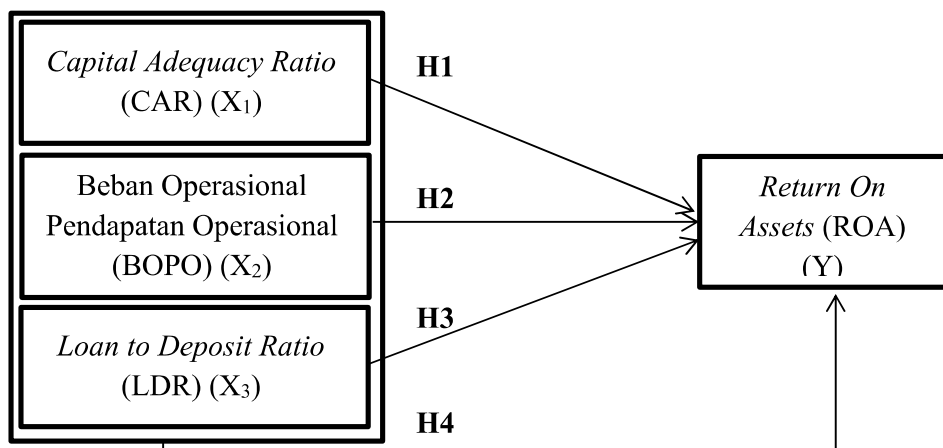 Capital Adequacy Ratio
(CAR) (X₁)
H1
Beban Operasional
Pendapatan Operasional
(BOPO) (X₂)
H2
Return On
Assets (ROA)
(Y)
Loan to Deposit Ratio
(LDR) (X₃)
H3
H4